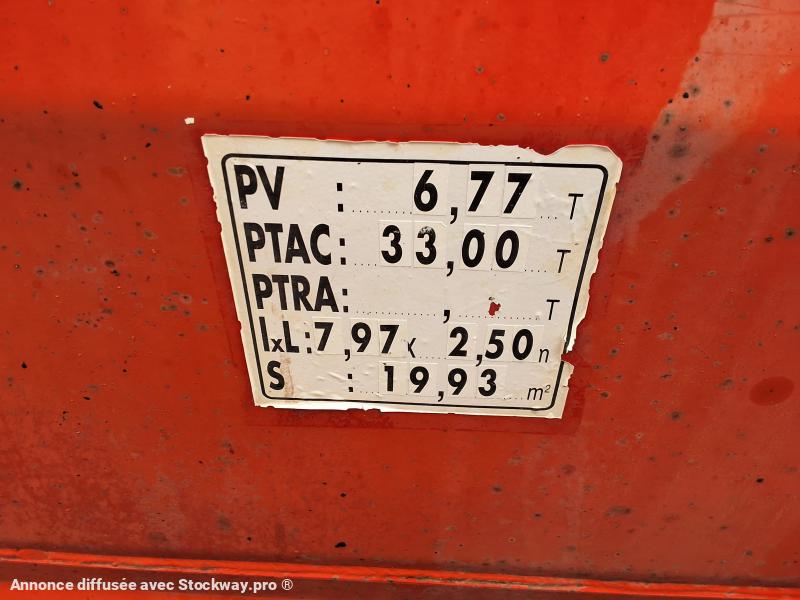 PV : 6,77 T
PTAC: 33,00 T
PTRA: , T
lxL: 7,97 x 2,50 n
S : 19,93 m²
Annonce diffusée avec Stockway.pro ®